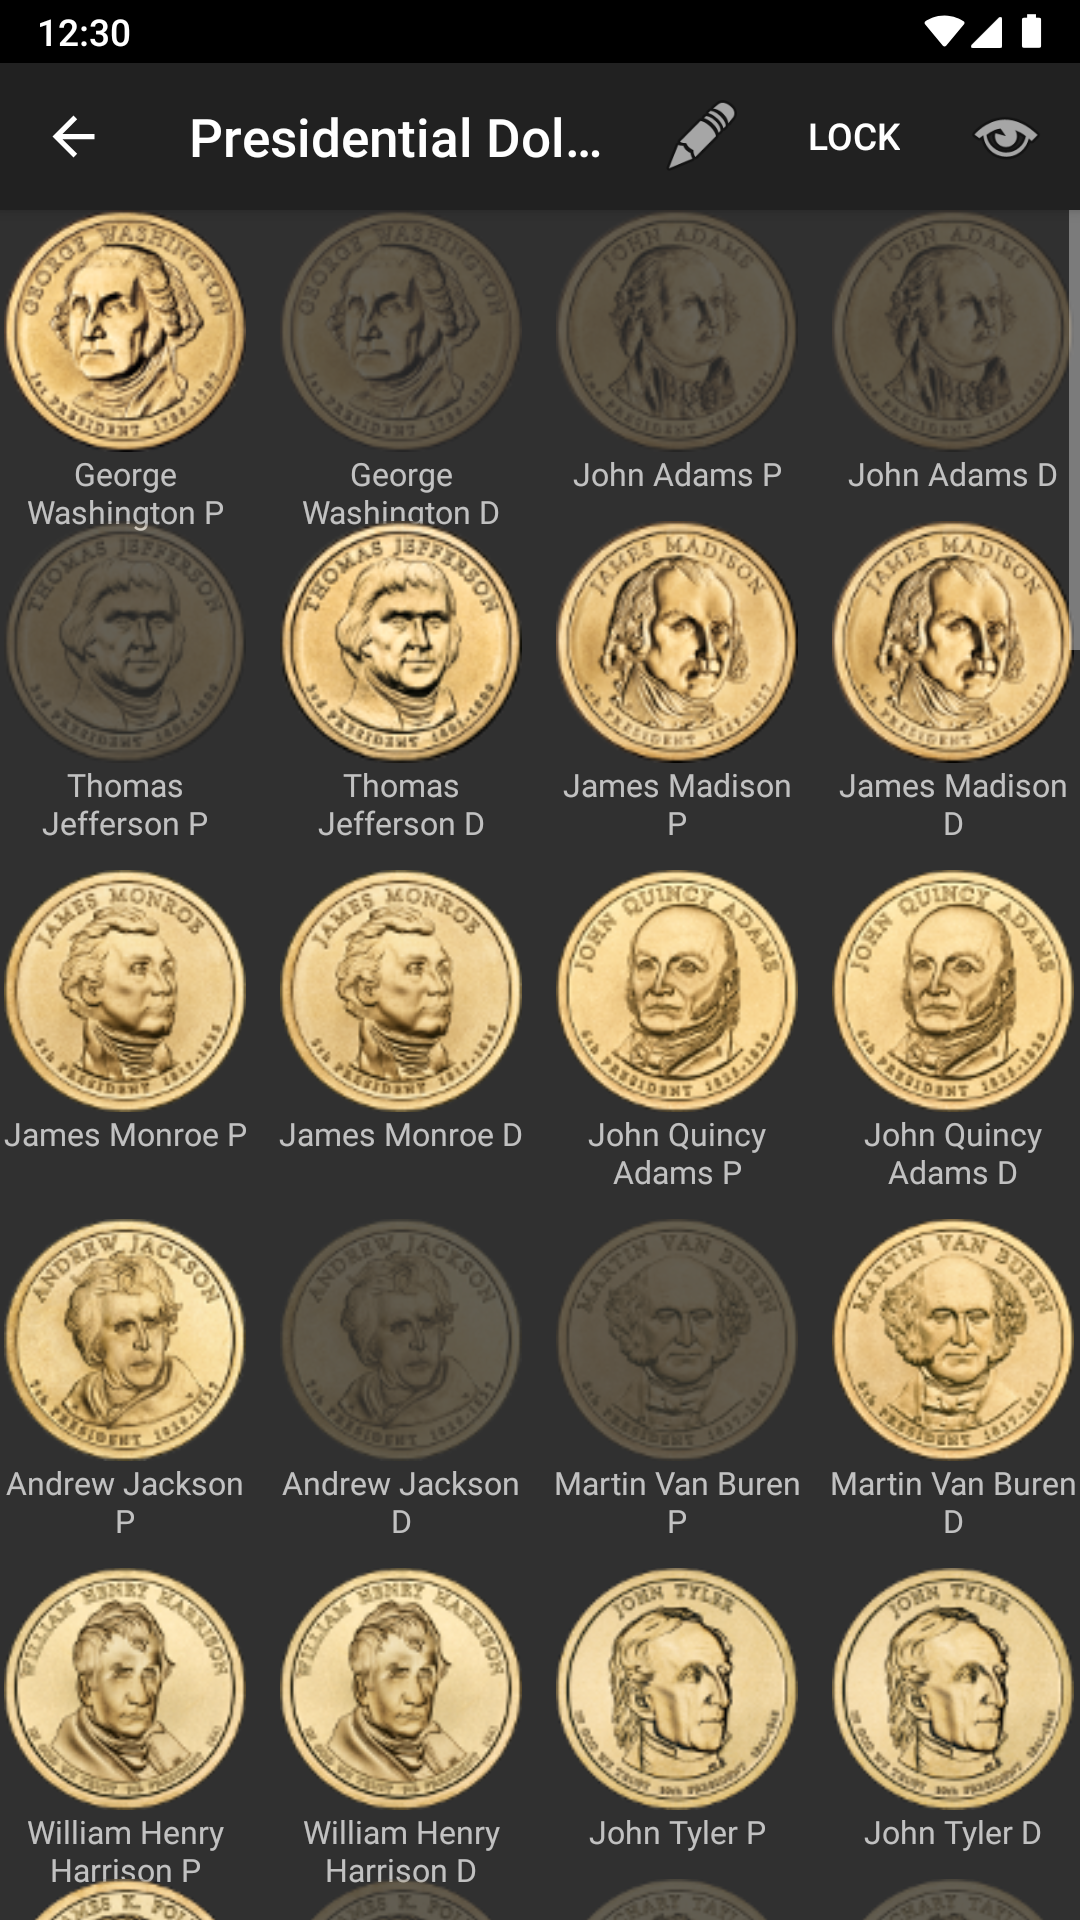 12:30
Presidential Dol...
LOCK
GEORGE WASHINGTON
GEORGE WASHINGTON
JOHN ADAMS
JOHN ADAMS
George
Washington P
George
Washington D
John Adams P
John Adams D
THOMAS JEFFERSON
THOMAS JEFFERSON
JAMES MADISON
JAMES MADISON
Thomas
Jefferson P
Thomas
Jefferson D
James Madison
P
James Madison
D
JAMES MONROE
JAMES MONROE
JOHN QUINCY ADAMS
JOHN QUINCY ADAMS
James Monroe P
James Monroe D
John Quincy
Adams P
John Quincy
Adams D
ANDREW JACKSON
ANDREW JACKSON
MARTIN VAN BUREN
MARTIN VAN BUREN
Andrew Jackson
P
Andrew Jackson
D
Martin Van Buren
P
Martin Van Buren
D
WILLIAM HENRY HARRISON
WILLIAM HENRY HARRISON
JOHN TYLER
JOHN TYLER
William Henry
Harrison P
William Henry
Harrison D
John Tyler P
John Tyler D